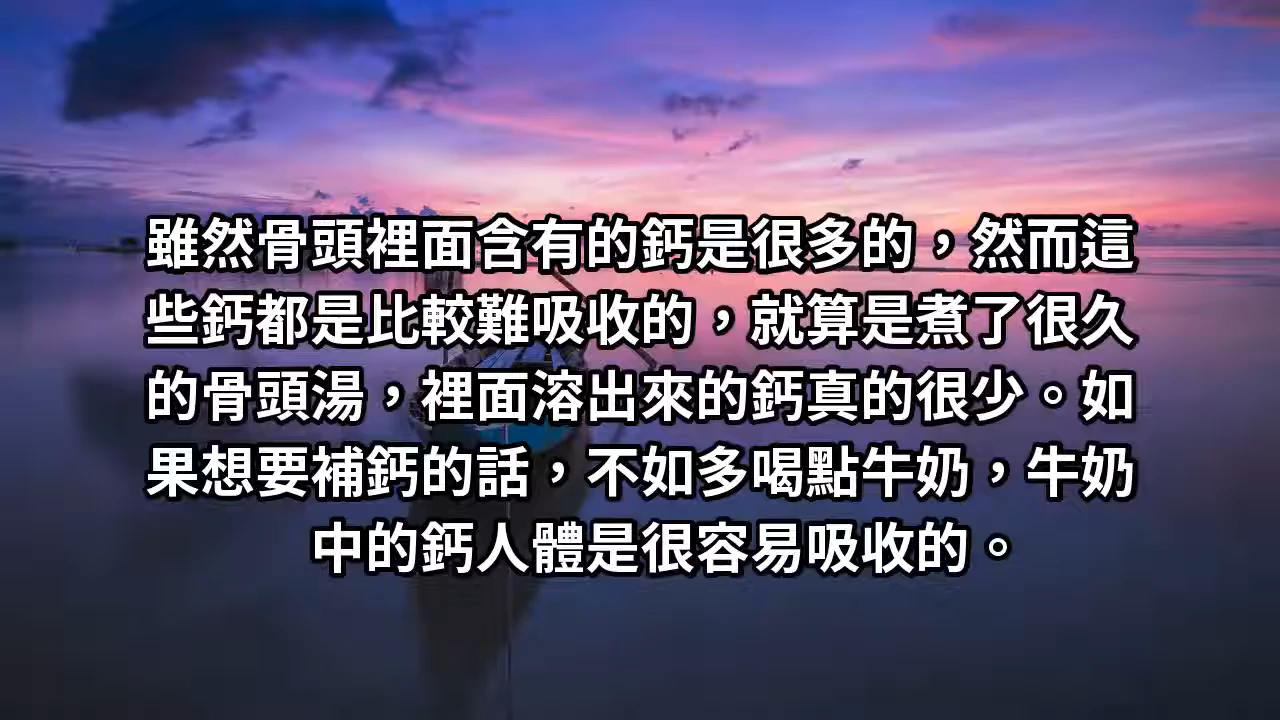 雖然骨頭裡面含有的鈣是很多的，然而這
些鈣都是比較難吸收的，就算是煮了很久
的骨頭湯，裡面溶出來的鈣真的很少。如
果想要補鈣的話，不如多喝點牛奶，牛奶
中的鈣人體是很容易吸收的。